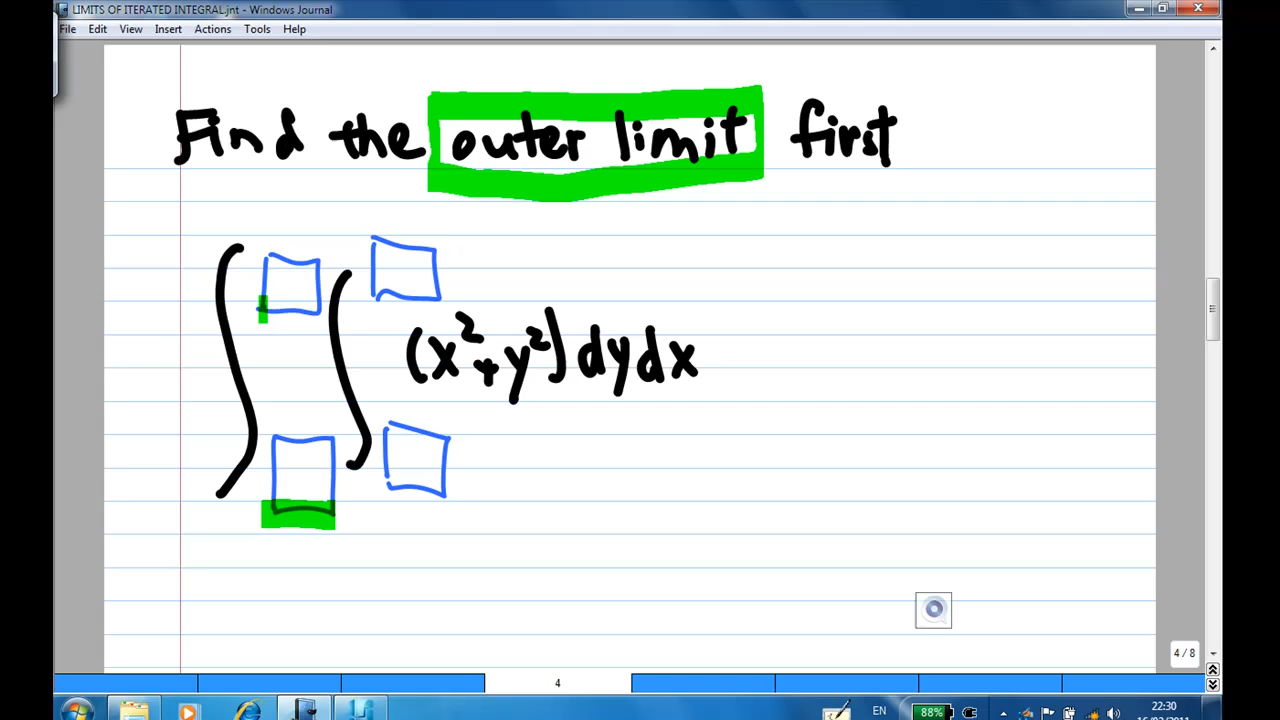 LIMITS OF ITERATED INTEGRAL.jnt - Windows Journal
File Edit View Insert Actions Tools Help
Find the outer limit first
∫ ∫ (x²+y²) dy dx
4 / 8
4
EN 88% 22:30